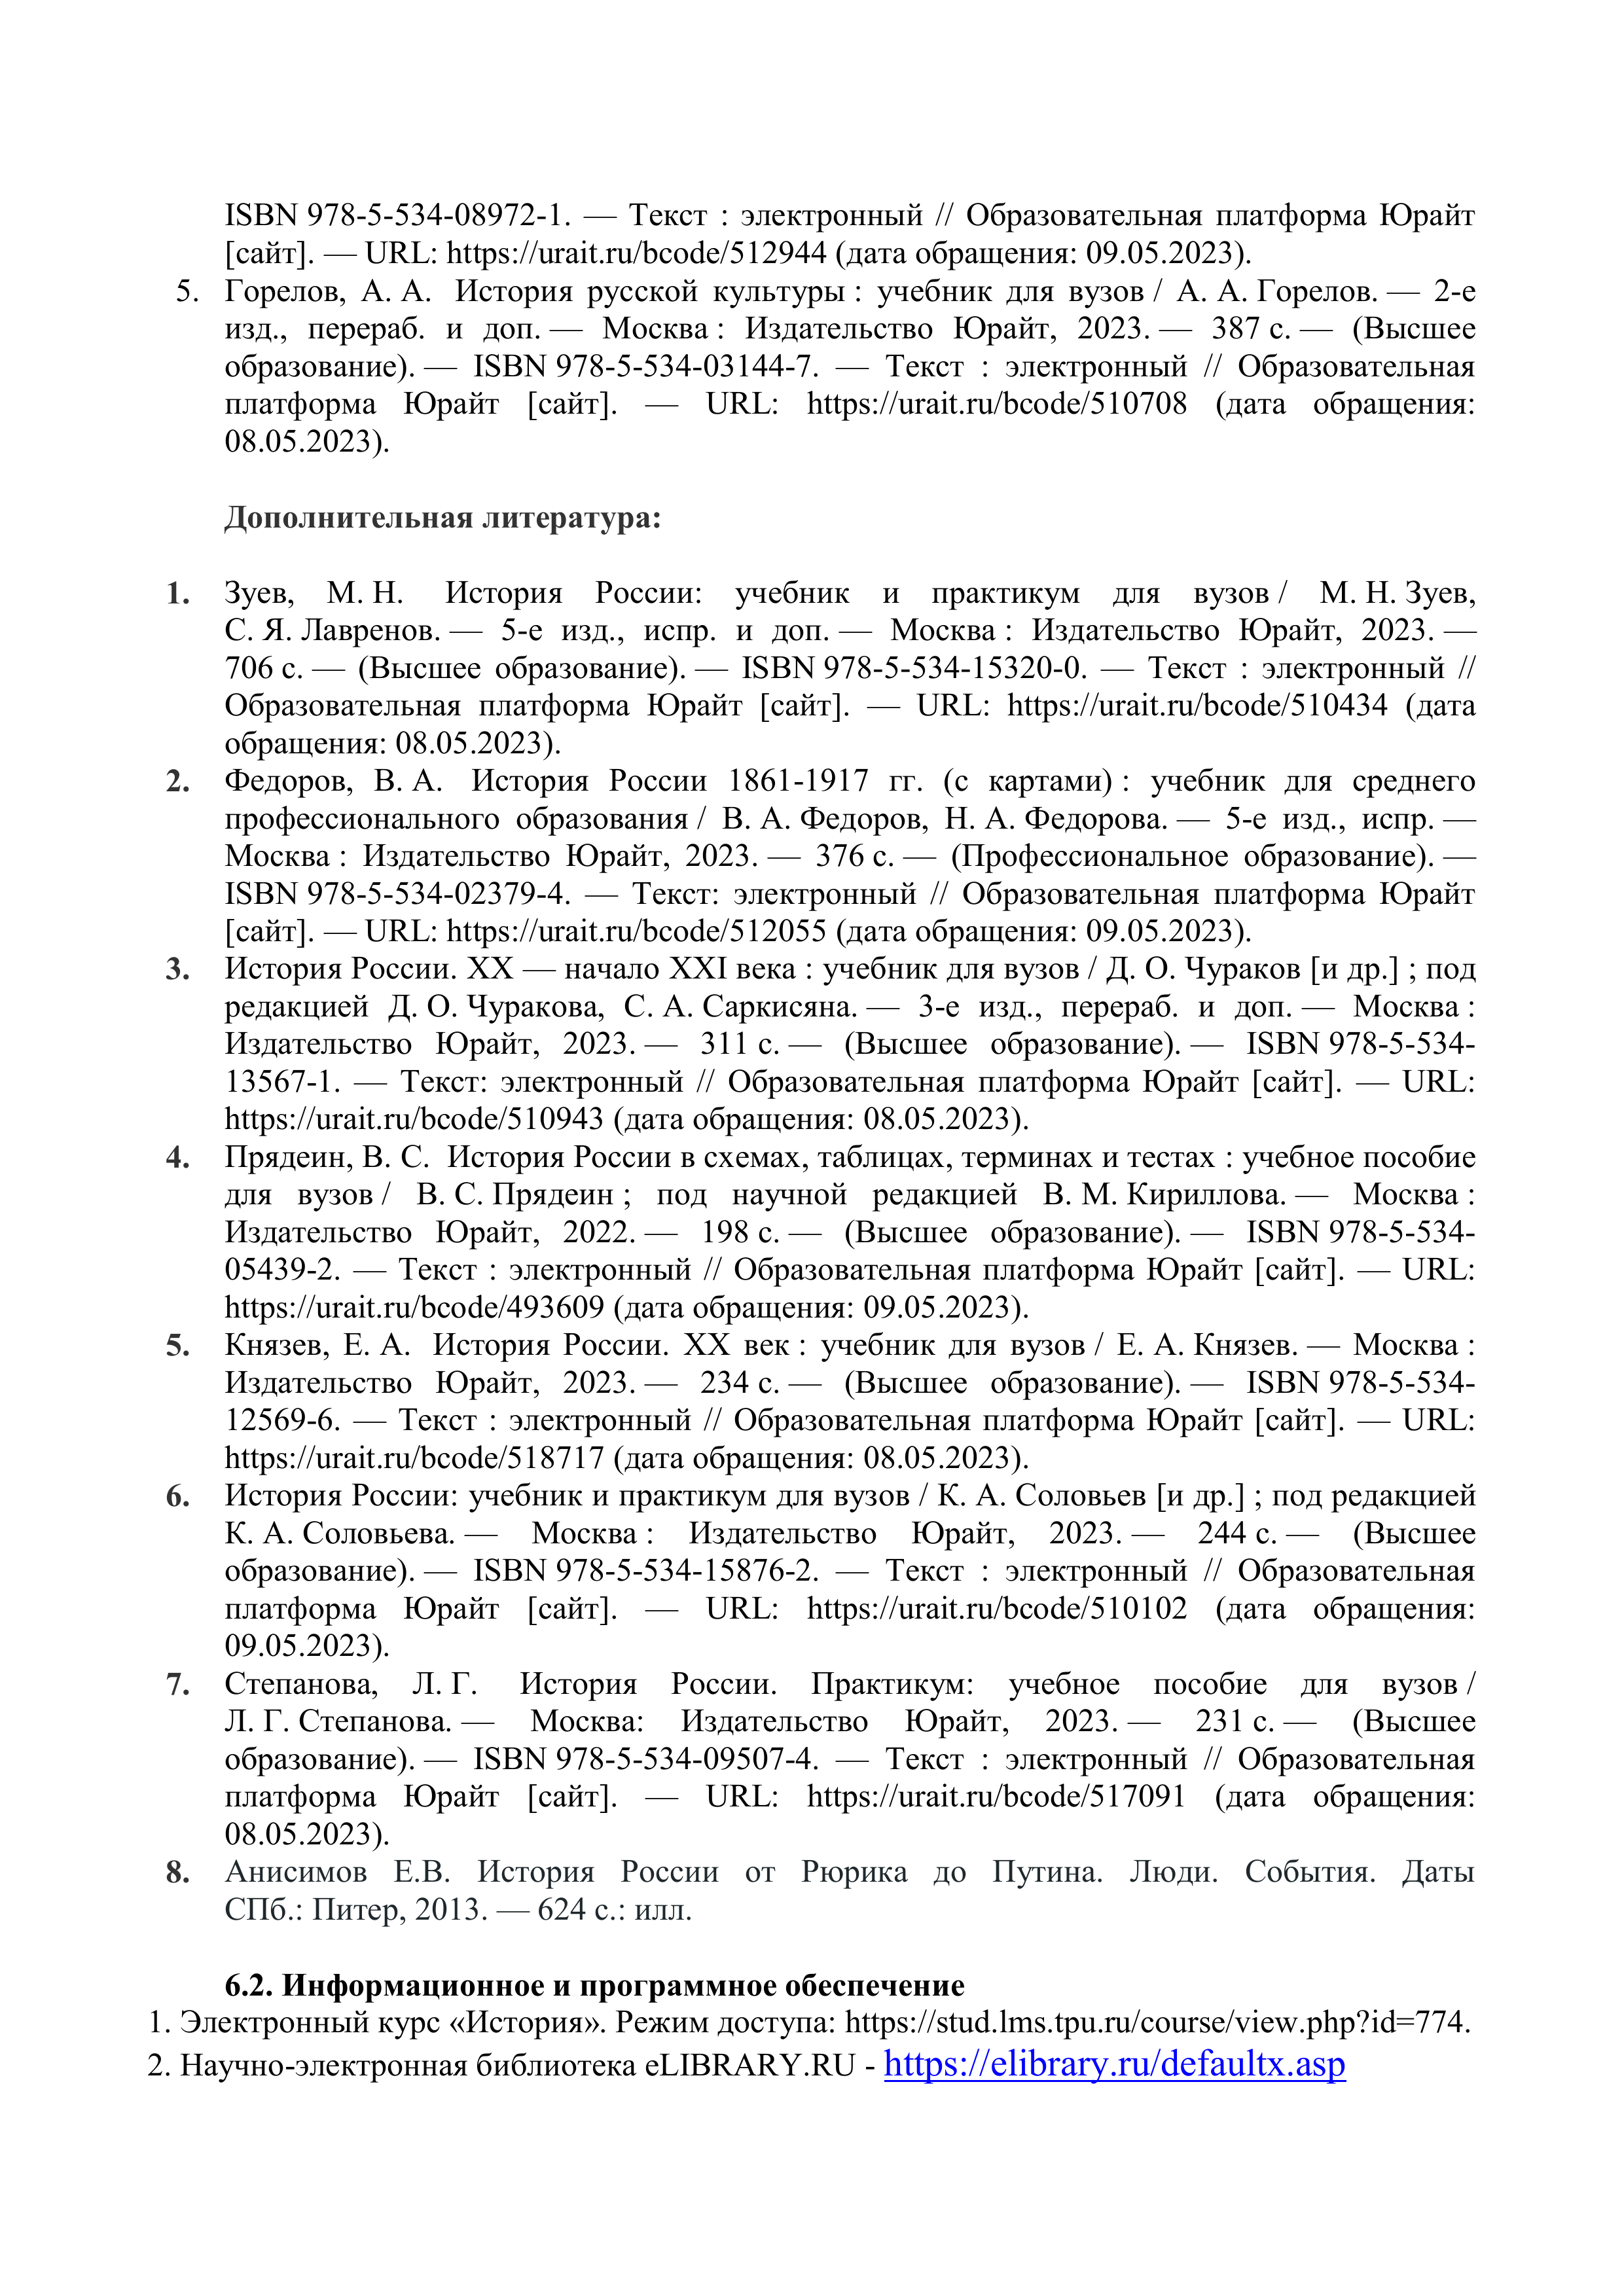 ISBN 978-5-534-08972-1. — Текст : электронный // Образовательная платформа Юрайт
[сайт]. — URL: https://urait.ru/bcode/512944 (дата обращения: 09.05.2023).
5. Горелов, А. А. История русской культуры : учебник для вузов / А. А. Горелов. — 2-е
изд., перераб. и доп. — Москва : Издательство Юрайт, 2023. — 387 с. — (Высшее
образование). — ISBN 978-5-534-03144-7. — Текст : электронный // Образовательная
платформа Юрайт [сайт]. — URL: https://urait.ru/bcode/510708 (дата обращения:
08.05.2023).
Дополнительная литература:
1. Зуев, М. Н. История России: учебник и практикум для вузов / М. Н. Зуев,
С. Я. Лавренов. — 5-е изд., испр. и доп. — Москва : Издательство Юрайт, 2023. —
706 с. — (Высшее образование). — ISBN 978-5-534-15320-0. — Текст : электронный //
Образовательная платформа Юрайт [сайт]. — URL: https://urait.ru/bcode/510434 (дата
обращения: 08.05.2023).
2. Федоров, В. А. История России 1861-1917 гг. (с картами) : учебник для среднего
профессионального образования / В. А. Федоров, Н. А. Федорова. — 5-е изд., испр. —
Москва : Издательство Юрайт, 2023. — 376 с. — (Профессиональное образование). —
ISBN 978-5-534-02379-4. — Текст: электронный // Образовательная платформа Юрайт
[сайт]. — URL: https://urait.ru/bcode/512055 (дата обращения: 09.05.2023).
3. История России. XX — начало XXI века : учебник для вузов / Д. О. Чураков [и др.] ; под
редакцией Д. О. Чуракова, С. А. Саркисяна. — 3-е изд., перераб. и доп. — Москва :
Издательство Юрайт, 2023. — 311 с. — (Высшее образование). — ISBN 978-5-534-
13567-1. — Текст: электронный // Образовательная платформа Юрайт [сайт]. — URL:
https://urait.ru/bcode/510943 (дата обращения: 08.05.2023).
4. Прядеин, В. С. История России в схемах, таблицах, терминах и тестах : учебное пособие
для вузов / В. С. Прядеин ; под научной редакцией В. М. Кириллова. — Москва :
Издательство Юрайт, 2022. — 198 с. — (Высшее образование). — ISBN 978-5-534-
05439-2. — Текст : электронный // Образовательная платформа Юрайт [сайт]. — URL:
https://urait.ru/bcode/493609 (дата обращения: 09.05.2023).
5. Князев, Е. А. История России. XX век : учебник для вузов / Е. А. Князев. — Москва :
Издательство Юрайт, 2023. — 234 с. — (Высшее образование). — ISBN 978-5-534-
12569-6. — Текст : электронный // Образовательная платформа Юрайт [сайт]. — URL:
https://urait.ru/bcode/518717 (дата обращения: 08.05.2023).
6. История России: учебник и практикум для вузов / К. А. Соловьев [и др.] ; под редакцией
К. А. Соловьева. — Москва : Издательство Юрайт, 2023. — 244 с. — (Высшее
образование). — ISBN 978-5-534-15876-2. — Текст : электронный // Образовательная
платформа Юрайт [сайт]. — URL: https://urait.ru/bcode/510102 (дата обращения:
09.05.2023).
7. Степанова, Л. Г. История России. Практикум: учебное пособие для вузов /
Л. Г. Степанова. — Москва: Издательство Юрайт, 2023. — 231 с. — (Высшее
образование). — ISBN 978-5-534-09507-4. — Текст : электронный // Образовательная
платформа Юрайт [сайт]. — URL: https://urait.ru/bcode/517091 (дата обращения:
08.05.2023).
8. Анисимов Е.В. История России от Рюрика до Путина. Люди. События. Даты
СПб.: Питер, 2013. — 624 с.: илл.
6.2. Информационное и программное обеспечение
1. Электронный курс «История». Режим доступа: https://stud.lms.tpu.ru/course/view.php?id=774.
2. Научно-электронная библиотека eLIBRARY.RU - https://elibrary.ru/defaultx.asp